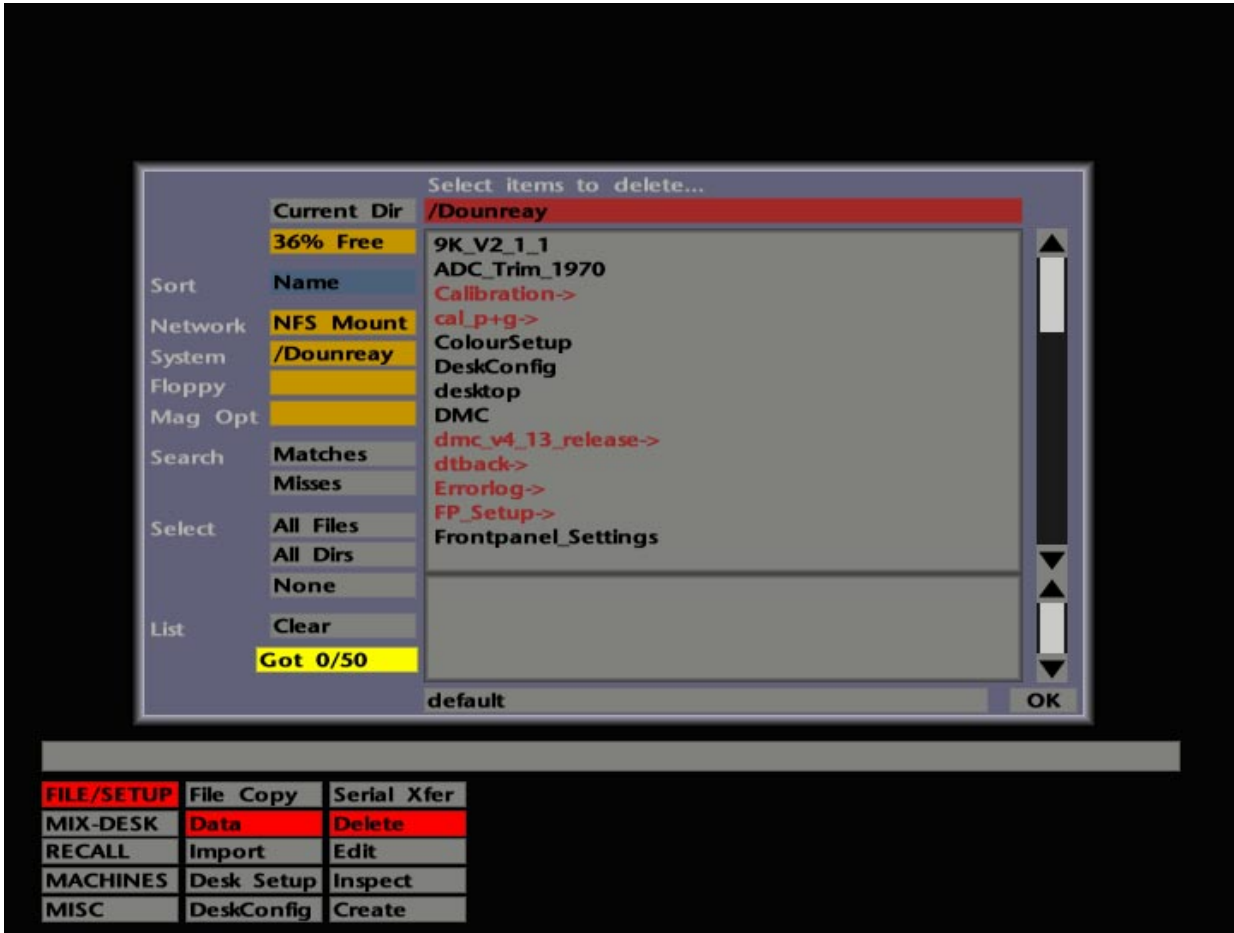 Select items to delete...
Current Dir /Dounreay
36% Free
Sort Name
Network NFS Mount
System /Dounreay
Floppy
Mag Opt
Search Matches
Misses
Select All Files
All Dirs
None
List Clear
Got 0/50
9K_V2_1_1
ADC_Trim_1970
Calibration->
cal_p+g->
ColourSetup
DeskConfig
desktop
DMC
dmc_v4_13_release->
dtback->
Errorlog->
FP_Setup->
Frontpanel_Settings
default OK
FILE/SETUP File Copy Serial Xfer
MIX-DESK Data Delete
RECALL Import Edit
MACHINES Desk Setup Inspect
MISC DeskConfig Create